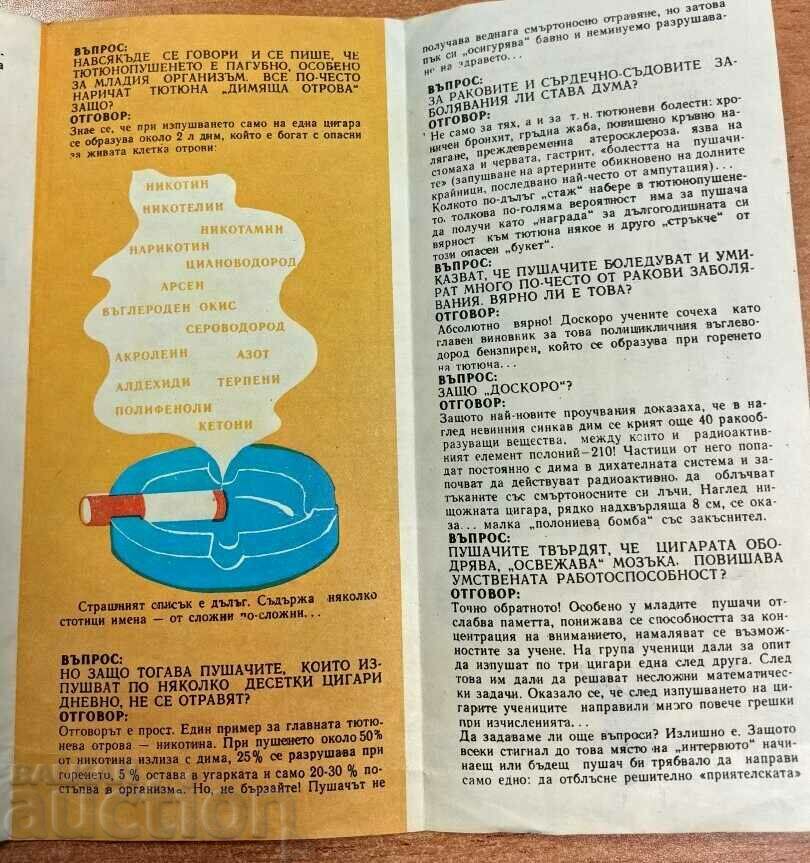 ВЪПРОС:
НАВСЯКЪДЕ СЕ ГОВОРИ И СЕ ПИШЕ, ЧЕ
ТЮТЮНОПУШЕНЕТО Е ПАГУБНО, ОСОБЕНО
ЗА МЛАДИЯ ОРГАНИЗЪМ. ВСЕ ПО-ЧЕСТО
НАРИЧАТ ТЮТЮНА „ДИМЯЩА ОТРОВА“
ЗАЩО?
ОТГОВОР:
Знае се, че при изпушването само на една цигара
се образува около 2 л дим, който е богат с опасни
за живата клетка отрови:
НИКОТИН
НИКОТЕЛИН
НИКОТАМИН
НАРИКОТИН
ЦИАНОВОДОРОД
АРСЕН
ВЪГЛЕРОДЕН ОКИС
СЕРОВОДОРОД
АКРОЛЕИН АЗОТ
АЛДЕХИДИ ТЕРПЕНИ
ПОЛИФЕНОЛИ
КЕТОНИ
Страшният списък е дълъг. Съдържа няколко
стотици имена — от сложни по-сложни...
ВЪПРОС:
НО ЗАЩО ТОГАВА ПУШАЧИТЕ, КОИТО ИЗ-
ПУШВАТ ПО НЯКОЛКО ДЕСЕТКИ ЦИГАРИ
ДНЕВНО, НЕ СЕ ОТРАВЯТ?
ОТГОВОР:
Отговорът е прост. Един пример за главната тютю-
нева отрова — никотина. При пушенето около 50%
от никотина излиза с дима, 25% се разрушава при
горенето, 5% остава в угарката и само 20-30 % по-
стъпва в организма. Но, не бързайте! Пушачът не
получава веднага смъртоносно отравяне, но затова
пък си „осигурява“ бавно и неминуемо разрушава-
не на здравето...
ВЪПРОС:
ЗА РАКОВИТЕ И СЪРДЕЧНО-СЪДОВИТЕ ЗА-
БОЛЯВАНИЯ ЛИ СТАВА ДУМА?
ОТГОВОР:
Не само за тях, а и за т. н. тютюневи болести: хро-
ничен бронхит, гръдна жаба, повишено кръвно на-
лягане, преждевременна атеросклероза, язва на
стомаха и червата, гастрит, «болестта на пушачи-
те» (запушване на артериите обикновено на долните
крайници, последвано най-често от ампутация)...
Колкото по-дълъг „стаж“ набере в тютюнопушене-
то, толкова по-голяма вероятност има за пушача
да получи като „награда“ за дългогодишната си
вярност към тютюна някое и друго „стръкче“ от
този опасен „букет“.
ВЪПРОС:
КАЗВАТ, ЧЕ ПУШАЧИТЕ БОЛЕДУВАТ И УМИ-
РАТ МНОГО ПО-ЧЕСТО ОТ РАКОВИ ЗАБОЛЯ-
ВАНИЯ. ВЯРНО ЛИ Е ТОВА?
ОТГОВОР:
Абсолютно вярно! Доскоро учените сочеха като
главен виновник за това полицикличния въглево-
дород бензпирен, който се образува при горенето
на тютюна...
ВЪПРОС:
ЗАЩО „ДОСКОРО“?
ОТГОВОР:
Защото най-новите проучвания доказаха, че в на-
глед невинния синкав дим се крият още 40 ракооб-
разуващи вещества, между които и радиоактив-
ният елемент полоний-210! Частици от него попа-
дат постоянно с дима в дихателната система и за-
почват да действуват радиоактивно, да облъчват
тъканите със смъртоносните си лъчи. Наглед ни-
щожната цигара, рядко надхвърляща 8 см, се ока-
за... малка „полониева бомба“ със закъснител.
ВЪПРОС:
ПУШАЧИТЕ ТВЪРДЯТ, ЧЕ ЦИГАРАТА ОБО-
ДРЯВА, „ОСВЕЖАВА“ МОЗЪКА. ПОВИШАВА
УМСТВЕНАТА РАБОТОСПОСОБНОСТ?
ОТГОВОР:
Точно обратното! Особено у младите пушачи от-
слабва паметта, понижава се способността за кон-
центрация на вниманието, намаляват се възмож-
ностите за учене. На група ученици дали за опит
да изпушат по три цигари една след друга. След
това им дали да решават несложни математичес-
ки задачи. Оказало се, че след изпушването на ци-
гарите учениците направили много повече грешки
при изчисленията...
Да задаваме ли още въпроси? Излишно е. Защото
всеки стигнал до това място на „интервюто“ начи-
наещ или бъдещ пушач би трябвало да направи
само едно: да отблъсне решително «приятелската»
auction